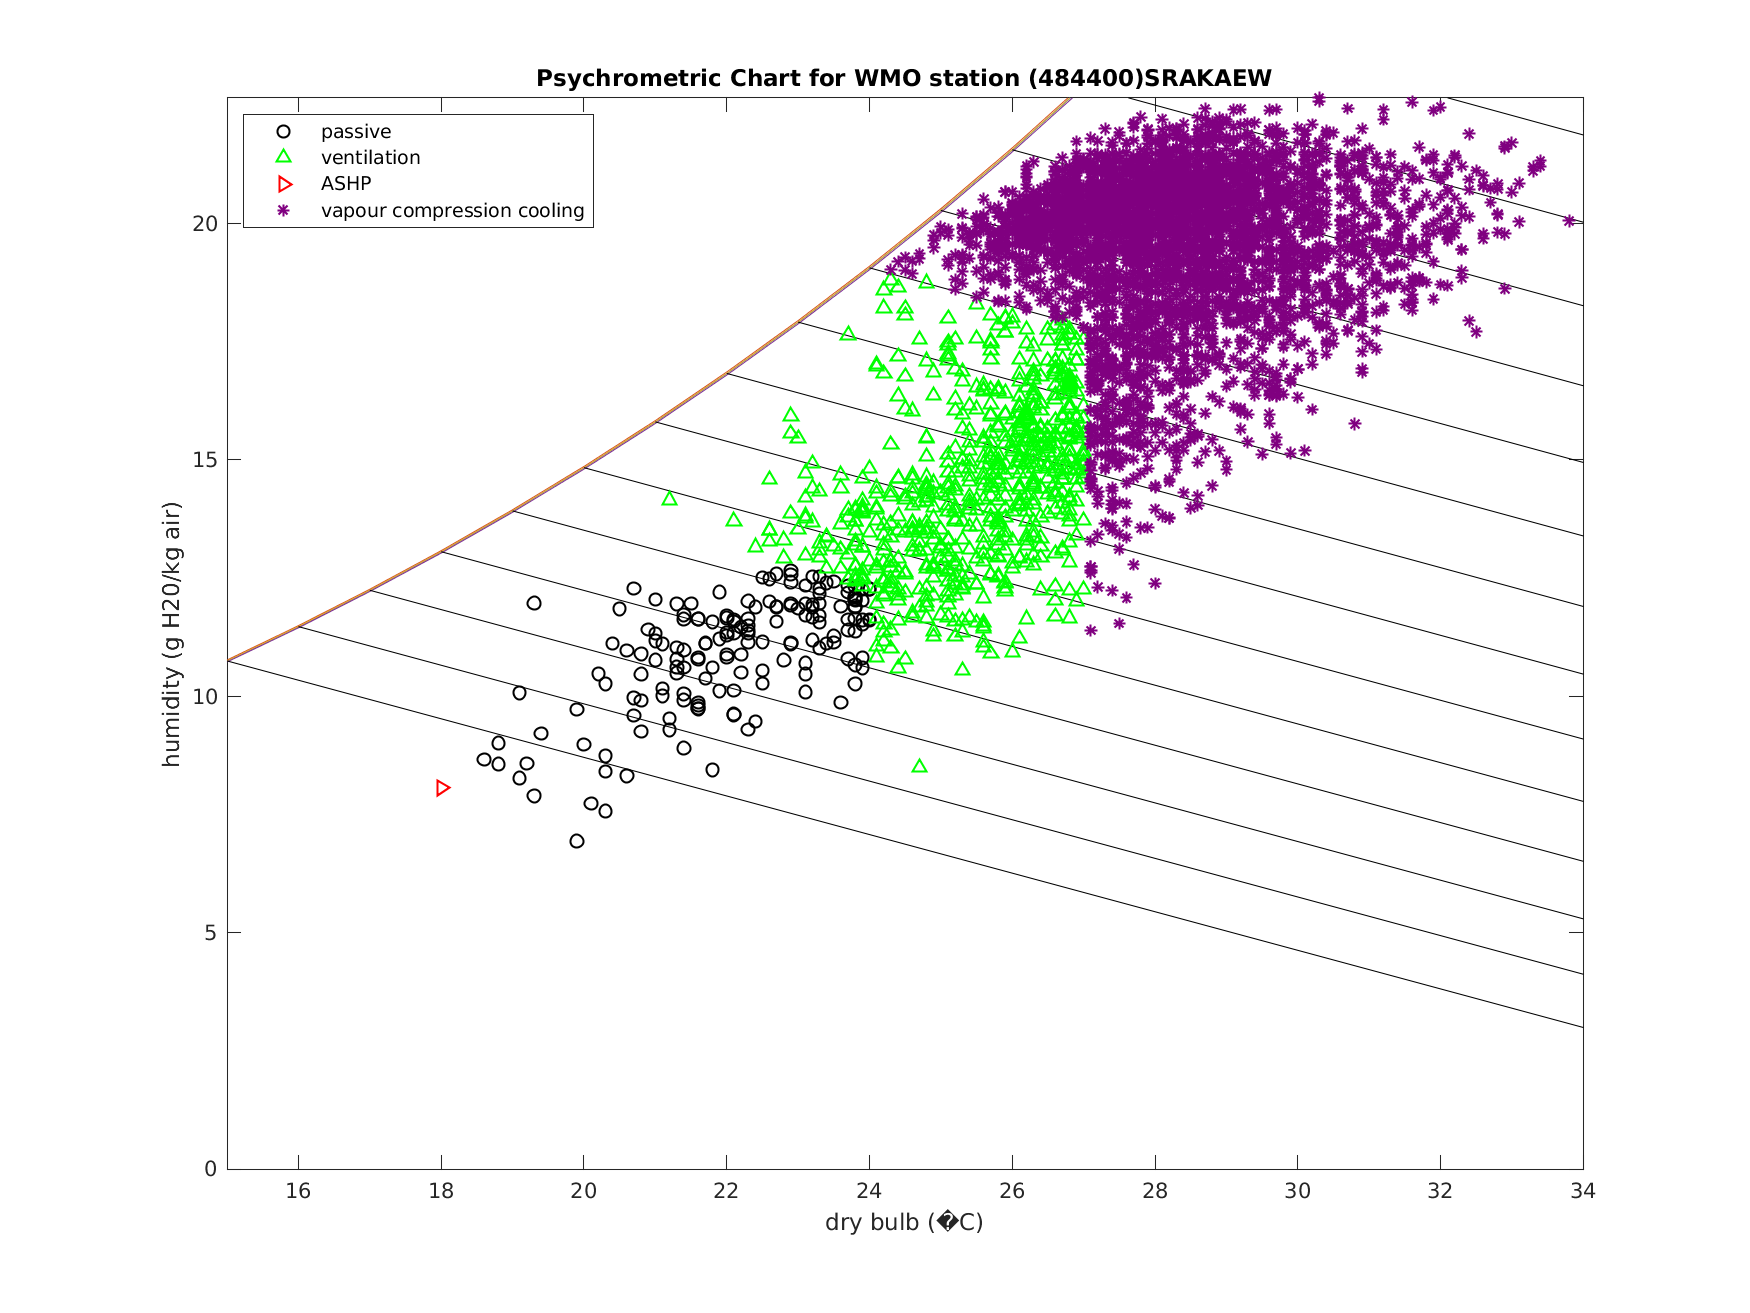 Psychrometric Chart for WMO station (484400)SRAKAEW
passive
ventilation
ASHP
vapour compression cooling
humidity (g H20/kg air)
20
15
10
5
0
16 18 20 22 24 26 28 30 32 34
dry bulb (�C)